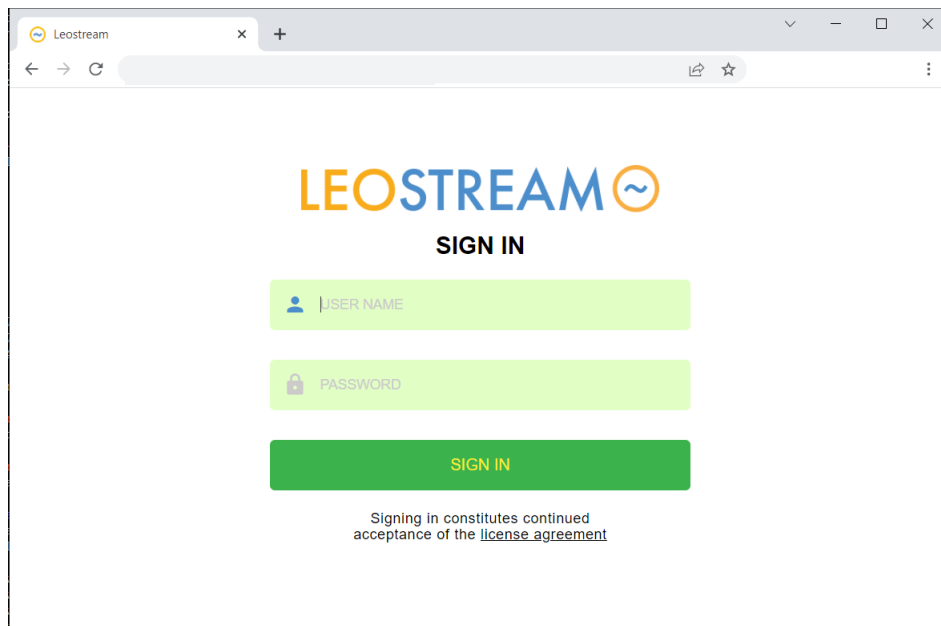 Leostream
LEOSTREAM
SIGN IN
USER NAME
PASSWORD
SIGN IN
Signing in constitutes continued
acceptance of the license agreement